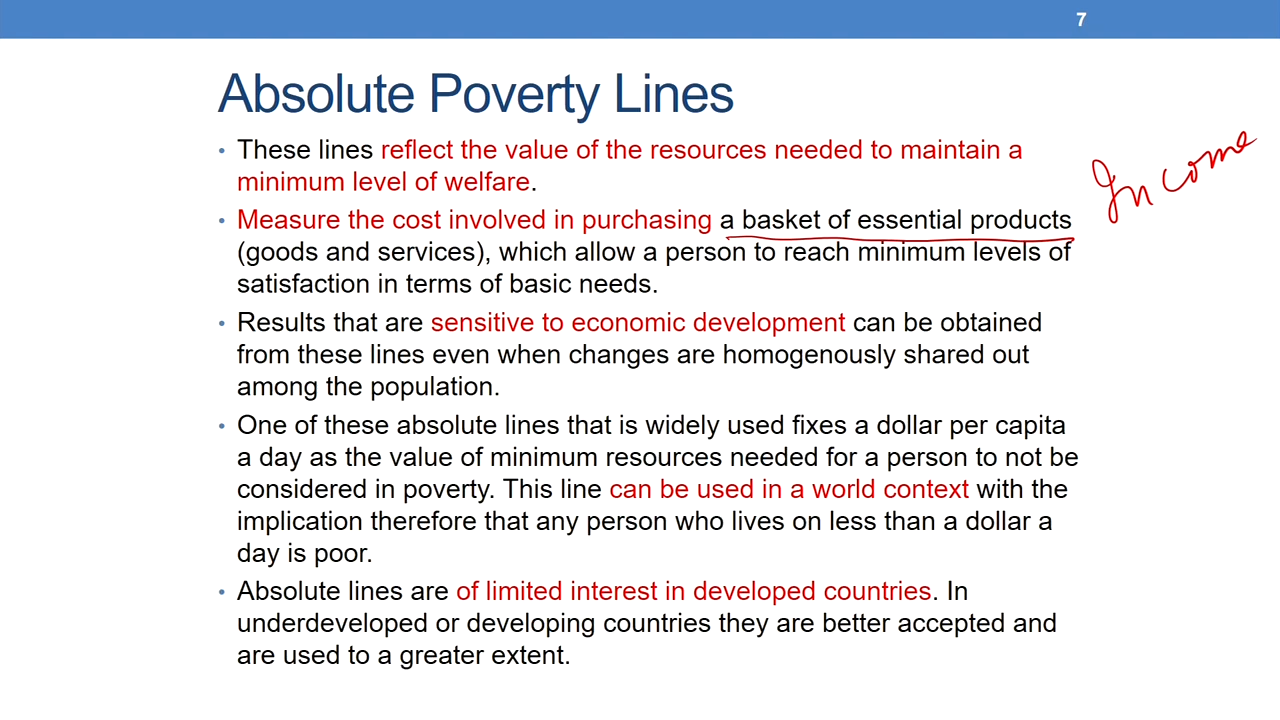 7
Absolute Poverty Lines
• These lines reflect the value of the resources needed to maintain a
minimum level of welfare.
Income
• Measure the cost involved in purchasing a basket of essential products
(goods and services), which allow a person to reach minimum levels of
satisfaction in terms of basic needs.
• Results that are sensitive to economic development can be obtained
from these lines even when changes are homogenously shared out
among the population.
• One of these absolute lines that is widely used fixes a dollar per capita
a day as the value of minimum resources needed for a person to not be
considered in poverty. This line can be used in a world context with the
implication therefore that any person who lives on less than a dollar a
day is poor.
• Absolute lines are of limited interest in developed countries. In
underdeveloped or developing countries they are better accepted and
are used to a greater extent.